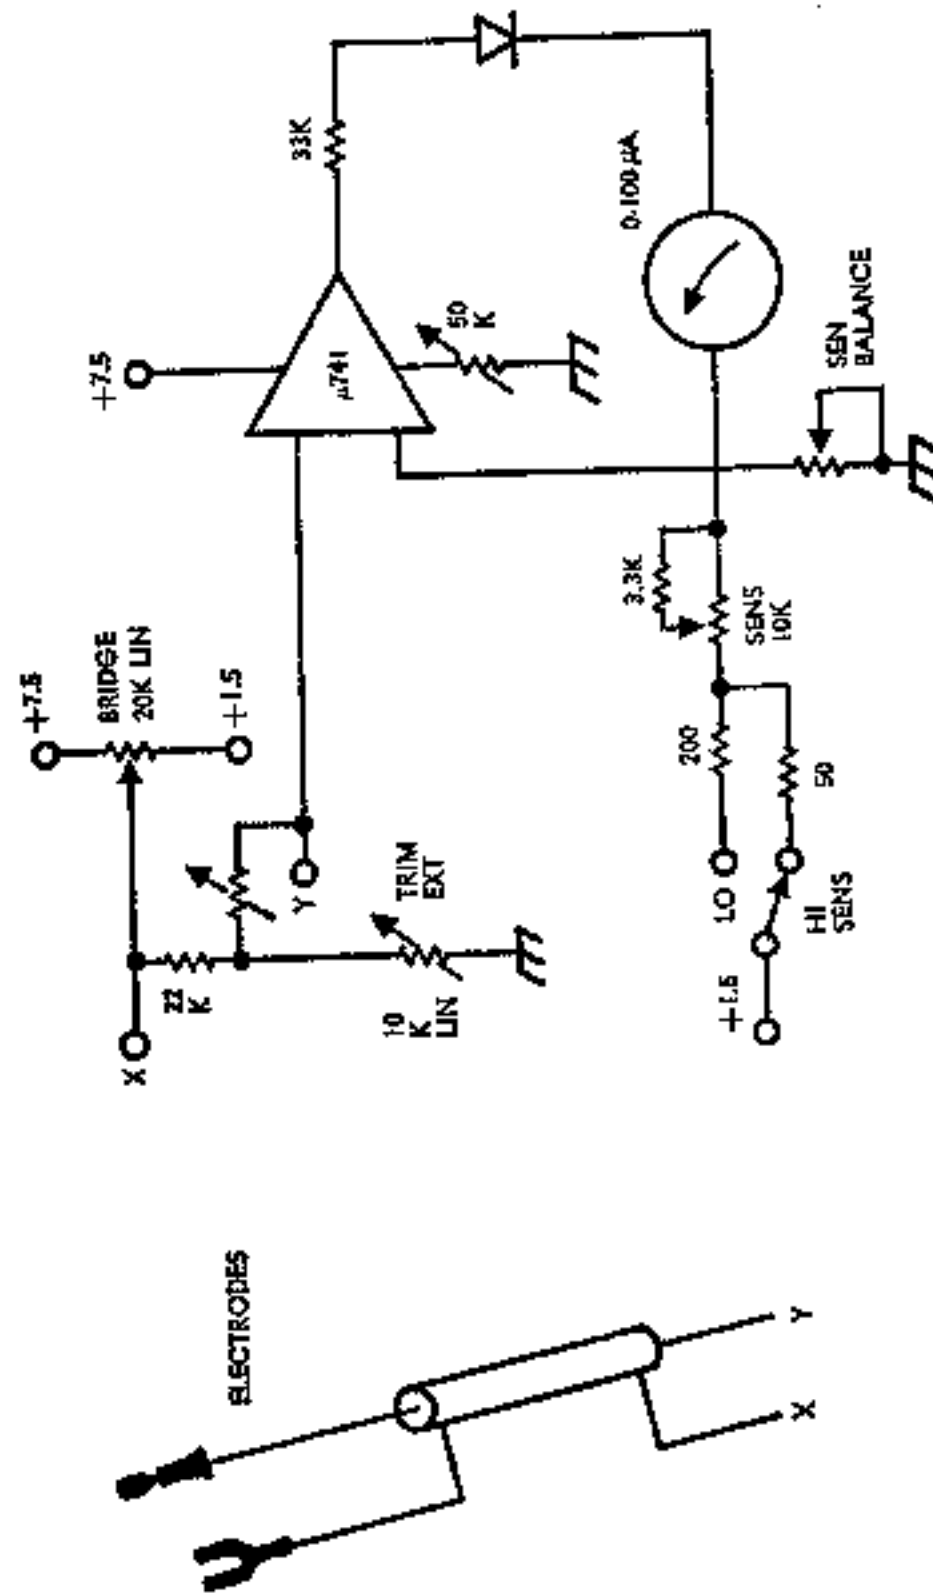 +7.5
BRIDGE
20K LIN
+1.5
X
22
K
Y
10
K
LIN
TRIM
EXT
+7.5
μ741
33K
50
K
0-100 μA
SEN
BALANCE
3.3K
SENS
10K
200
50
LO
HI
SENS
+1.5
ELECTRODES
X
Y